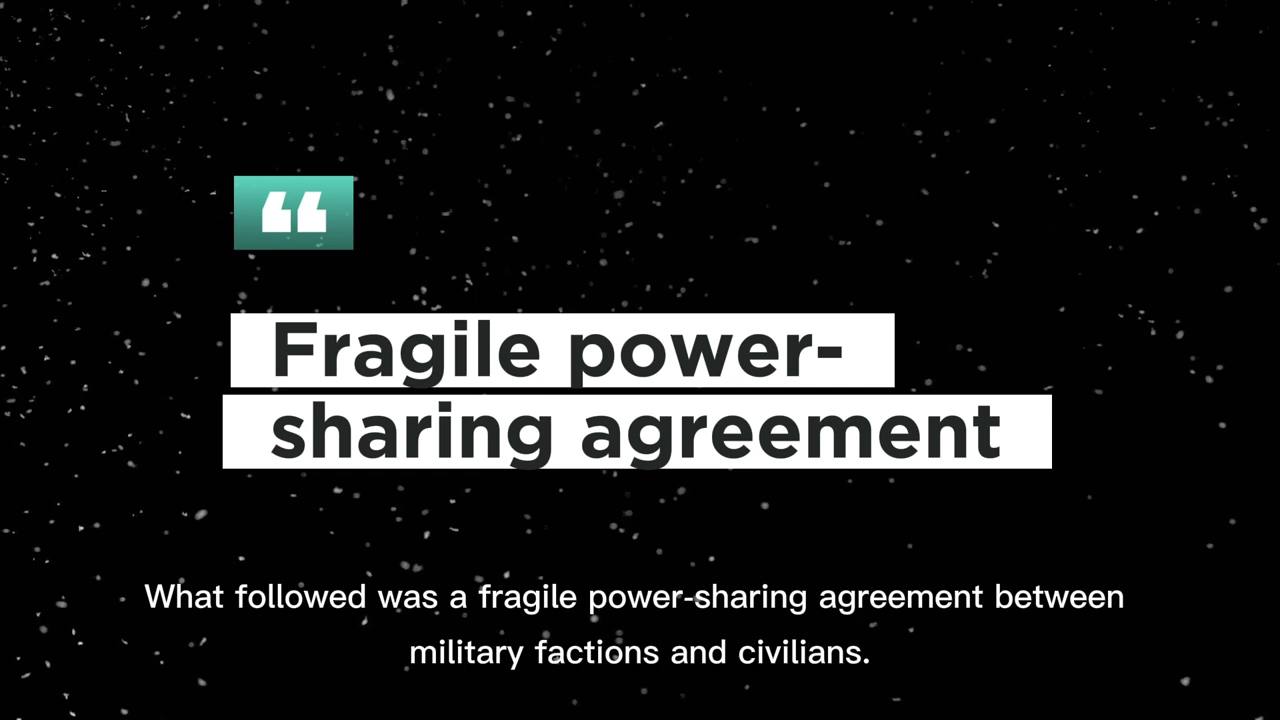 “
Fragile power-
sharing agreement
What followed was a fragile power-sharing agreement between
military factions and civilians.